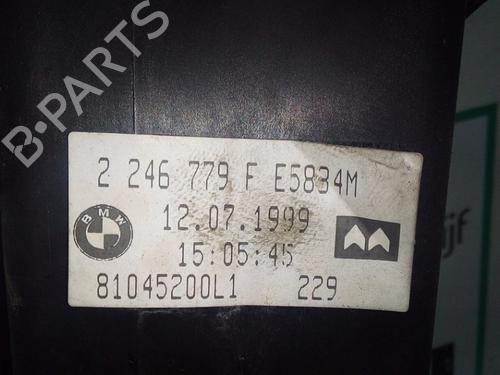 B-PARTS
2 246 779 F E5834M
BMW
12.07.1999
15:05:45
81045200L1 229